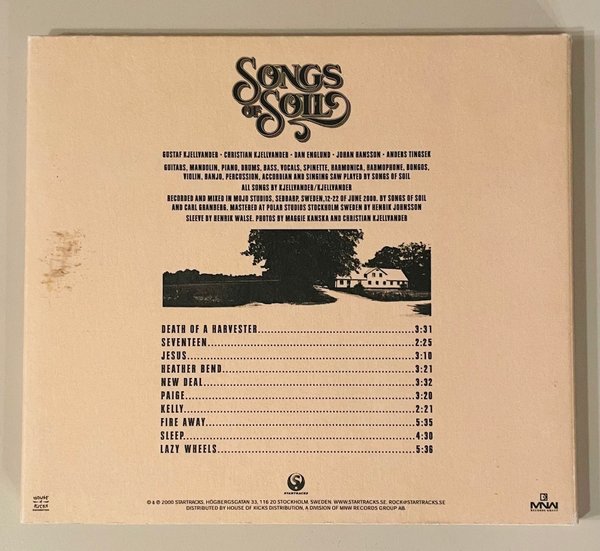 SONGS
OF SOIL
GUSTAF KJELLVANDER · CHRISTIAN KJELLVANDER · DAN ENGLUND · JOHAN HANSSON · ANDERS TINGSEK
GUITARS, MANDOLIN, PIANO, DRUMS, BASS, VOCALS, SPINETTE, HARMONICA, HARMOPHONE, BONGOS,
VIOLIN, BANJO, PERCUSSION, ACCORDIAN AND SINGING SAW PLAYED BY SONGS OF SOIL
ALL SONGS BY KJELLVANDER/KJELLVANDER
RECORDED AND MIXED IN MOJO STUDIOS, SEBBARP, SWEDEN, 12-22 OF JUNE 2000. BY SONGS OF SOIL
AND CARL GRANBERG. MASTERED AT POLAR STUDIOS STOCKHOLM SWEDEN BY HENRIK JOHNSSON
SLEEVE BY HENRIK WALSE. PHOTOS BY MAGGIE KANSKA AND CHRISTIAN KJELLVANDER
DEATH OF A HARVESTER 3:31
SEVENTEEN 2:25
JESUS 3:10
HEATHER BEND 3:21
NEW DEAL 3:32
PAIGE 3:20
KELLY 2:21
FIRE AWAY 5:35
SLEEP 4:30
LAZY WHEELS 5:36
S
STARTRACKS
HOUSE
OF
KICKS
DISTRIBUTION
℗ & © 2000 STARTRACKS, HÖGBERGSGATAN 33, 116 20 STOCKHOLM, SWEDEN. WWW.STARTRACKS.SE, ROCK@STARTRACKS.SE
DISTRIBUTED BY HOUSE OF KICKS DISTRIBUTION, A DIVISION OF MNW RECORDS GROUP AB.
MNW
RECORDS GROUP